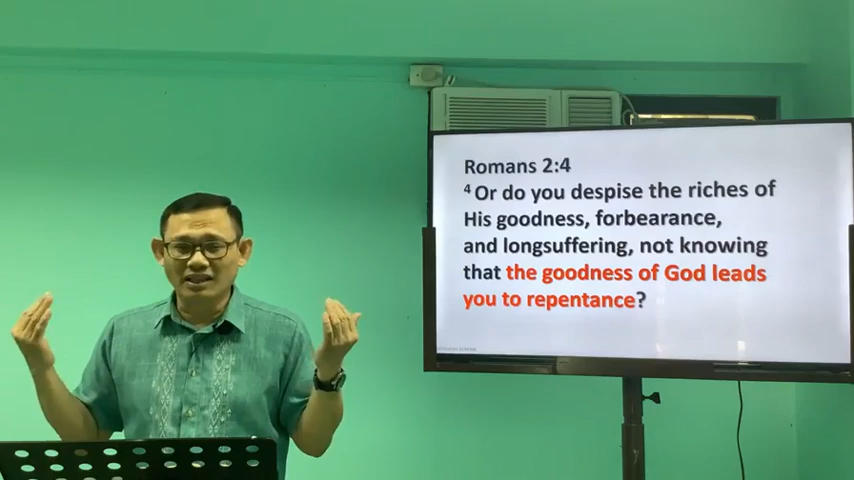 Romans 2:4
4 Or do you despise the riches of
His goodness, forbearance,
and longsuffering, not knowing
that the goodness of God leads
you to repentance?